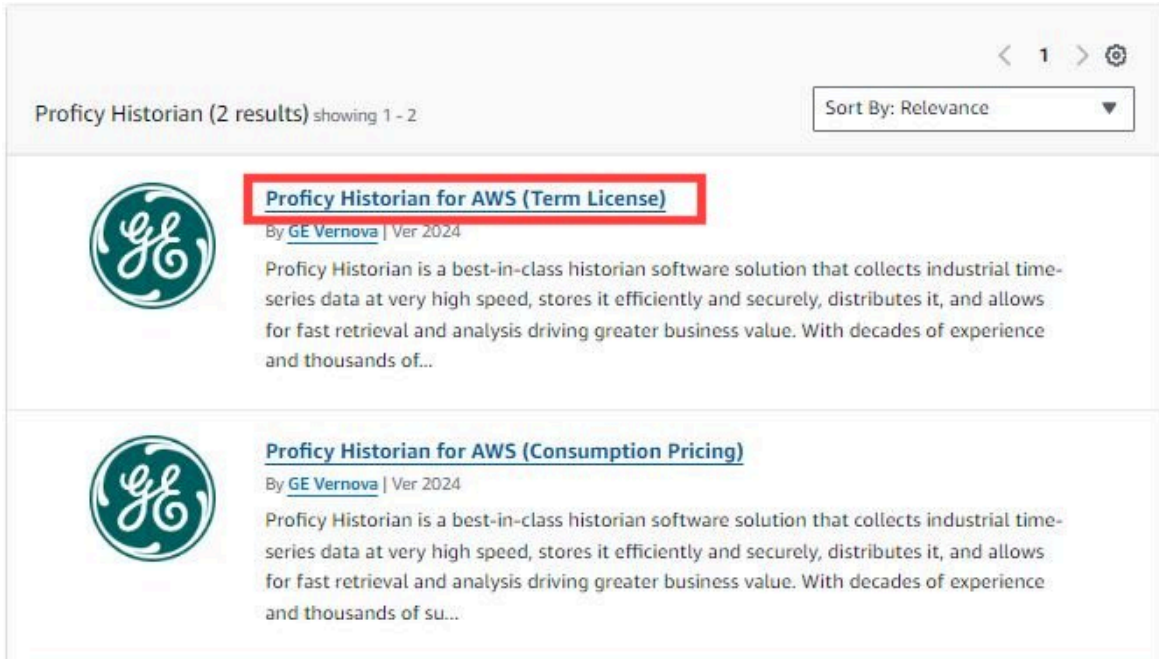 1
Proficy Historian (2 results) showing 1 - 2
Sort By: Relevance
GE
Proficy Historian for AWS (Term License)
By GE Vernova | Ver 2024
Proficy Historian is a best-in-class historian software solution that collects industrial time-
series data at very high speed, stores it efficiently and securely, distributes it, and allows
for fast retrieval and analysis driving greater business value. With decades of experience
and thousands of...
GE
Proficy Historian for AWS (Consumption Pricing)
By GE Vernova | Ver 2024
Proficy Historian is a best-in-class historian software solution that collects industrial time-
series data at very high speed, stores it efficiently and securely, distributes it, and allows
for fast retrieval and analysis driving greater business value. With decades of experience
and thousands of su...